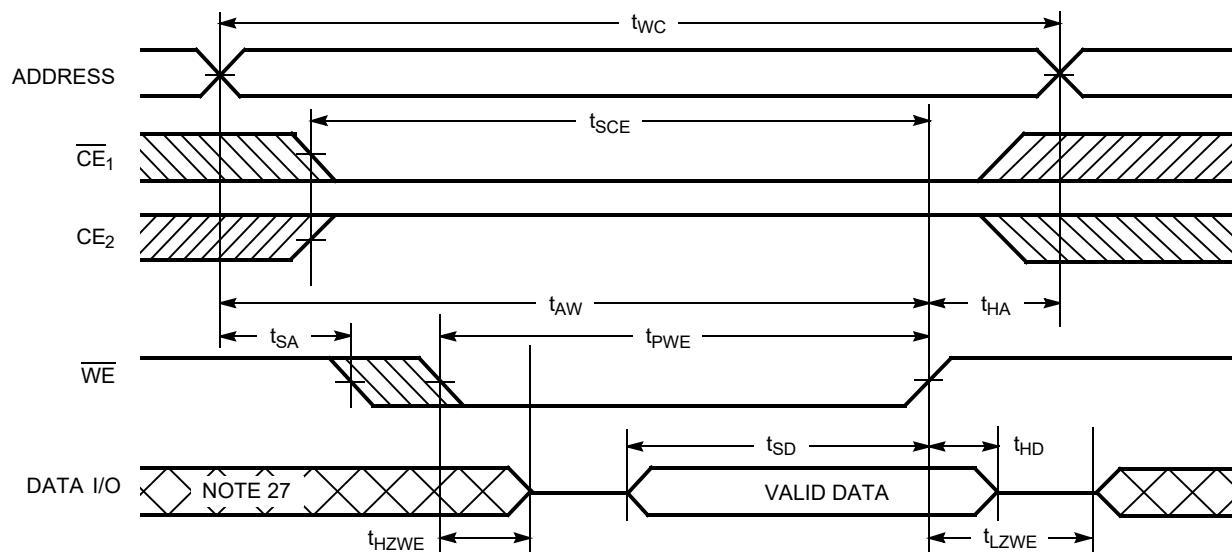 tWC
ADDRESS
tSCE
CE1
CE2
tAW
tHA
tSA
tPWE
WE
tSD
tHD
DATA I/O
NOTE 27
VALID DATA
tHZWE
tLZWE